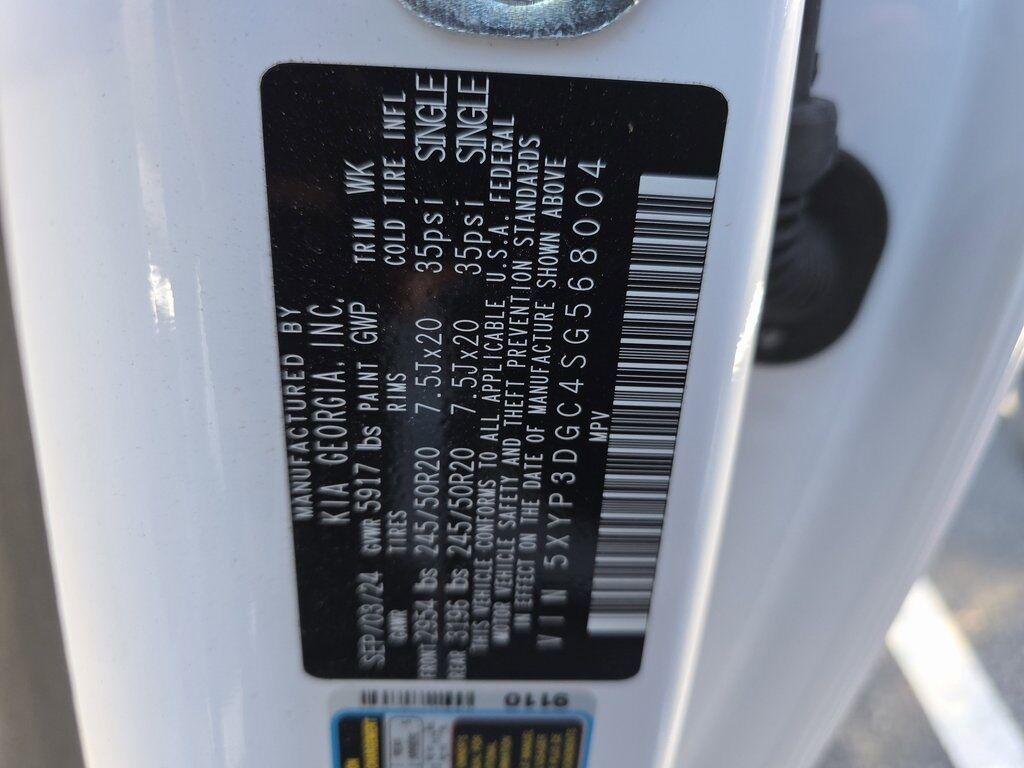 MANUFACTURED BY
KIA GEORGIA, INC.
SEP/03/24 GVWR 5917 lbs PAINT GWP TRIM WK
GAWR TIRES RIMS COLD TIRE INFL
FRONT 2954 lbs 245/50R20 7.5Jx20 35psi SINGLE
REAR 3196 lbs 245/50R20 7.5Jx20 35psi SINGLE
THIS VEHICLE CONFORMS TO ALL APPLICABLE U.S.A. FEDERAL
MOTOR VEHICLE SAFETY AND THEFT PREVENTION STANDARDS
IN EFFECT ON THE DATE OF MANUFACTURE SHOWN ABOVE
VIN 5XYP3DGC4SG568004
MPV
9110